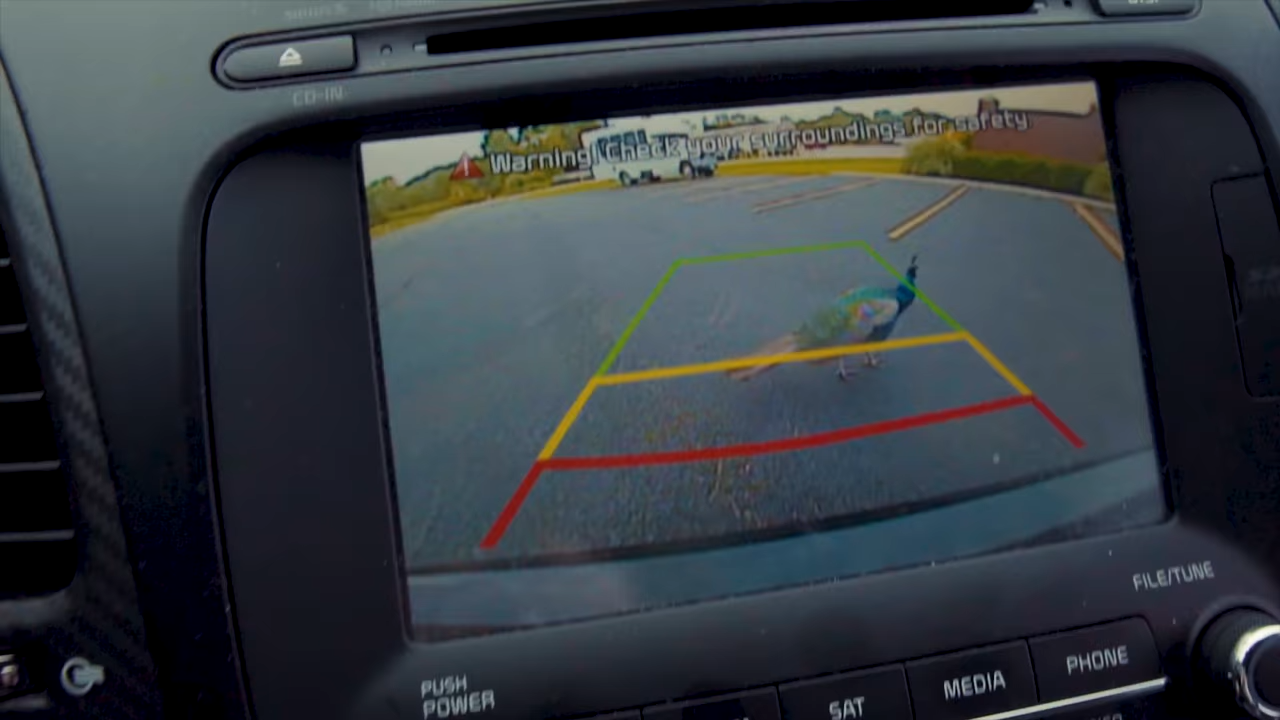 CD-IN
Warning! Check your surroundings for safety
FILE/TUNE
PUSH
POWER
SAT
MEDIA
PHONE